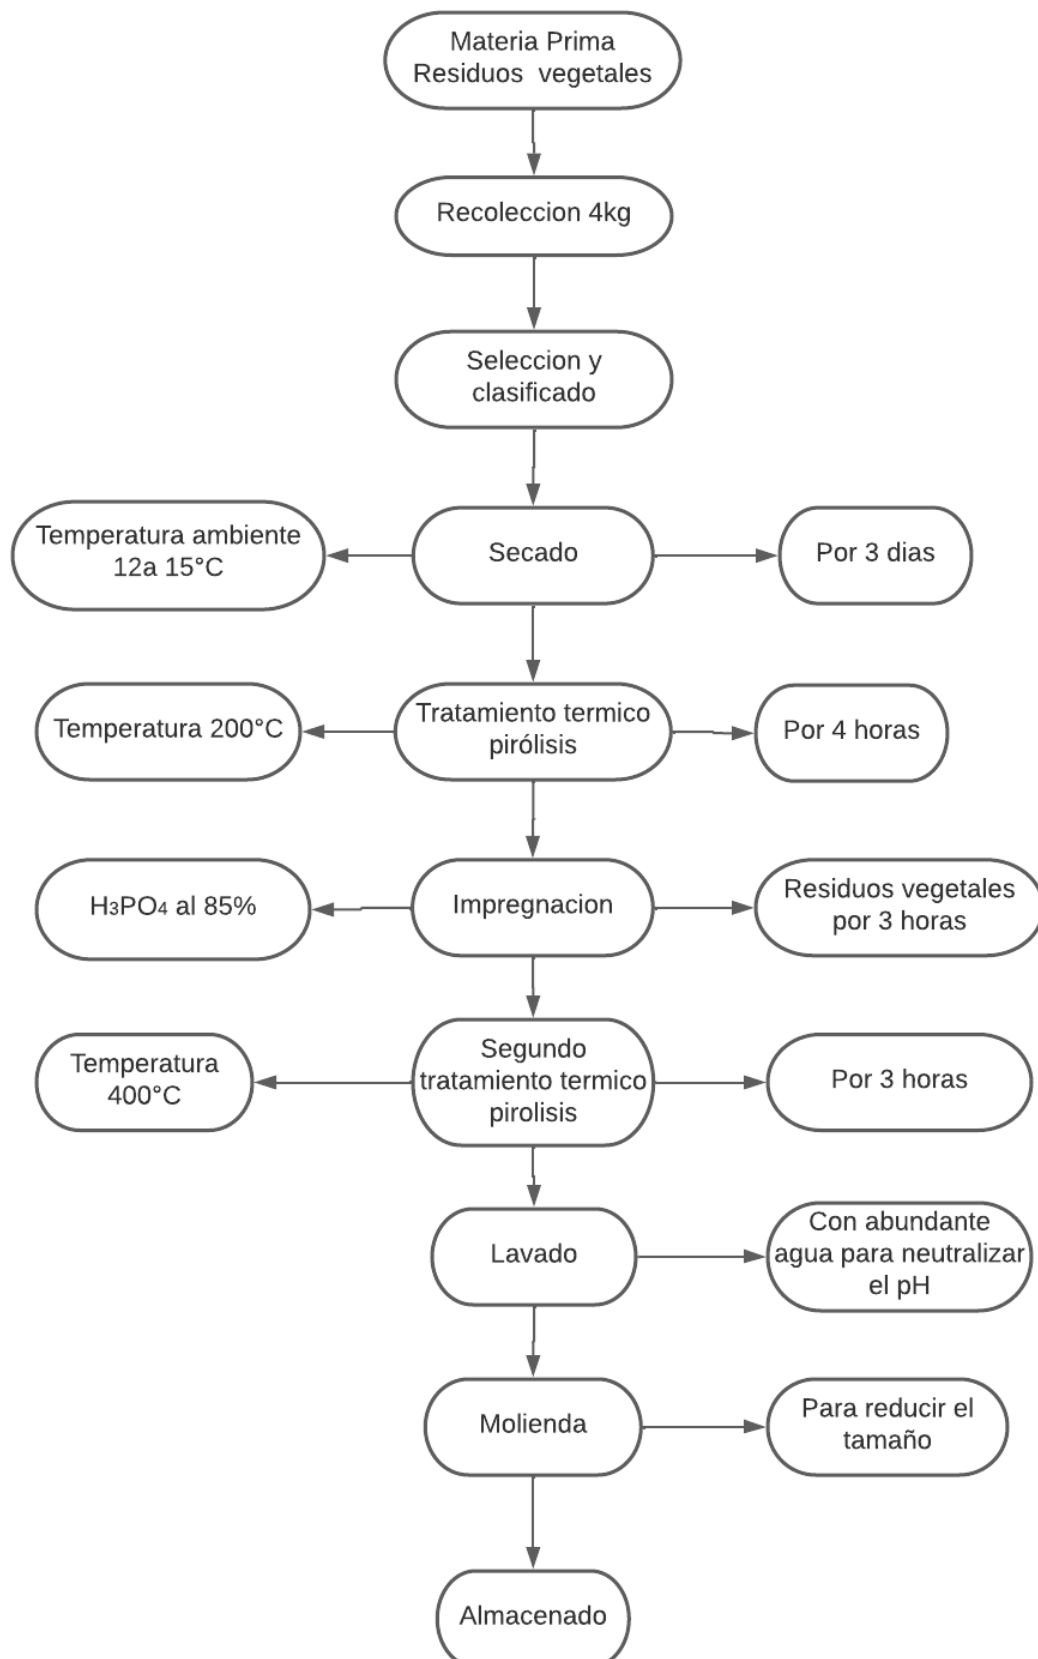 Materia Prima
Residuos vegetales
Recoleccion 4kg
Seleccion y
clasificado
Temperatura ambiente
12a 15°C
Secado
Por 3 dias
Temperatura 200°C
Tratamiento termico
pirólisis
Por 4 horas
H₃PO₄ al 85%
Impregnacion
Residuos vegetales
por 3 horas
Temperatura
400°C
Segundo
tratamiento termico
pirolisis
Por 3 horas
Lavado
Con abundante
agua para neutralizar
el pH
Molienda
Para reducir el
tamaño
Almacenado